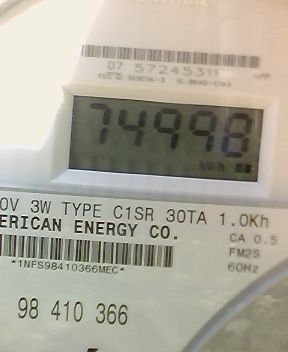 07 57245311
74998
kWh
0V 3W TYPE C1SR 30TA 1.0Kh
ERICAN ENERGY CO.
CA 0.5
FM2S
60Hz
*1NFS98410366MEC*
98 410 366